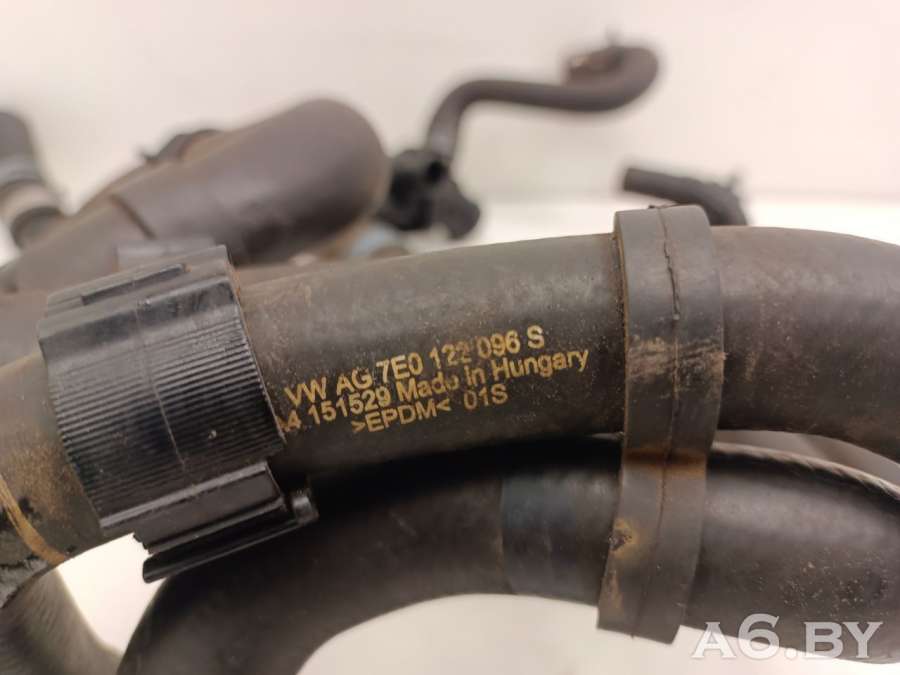 VW AG 7E0 122 096 S
151529 Made in Hungary
>EPDM< 01S
A6.BY